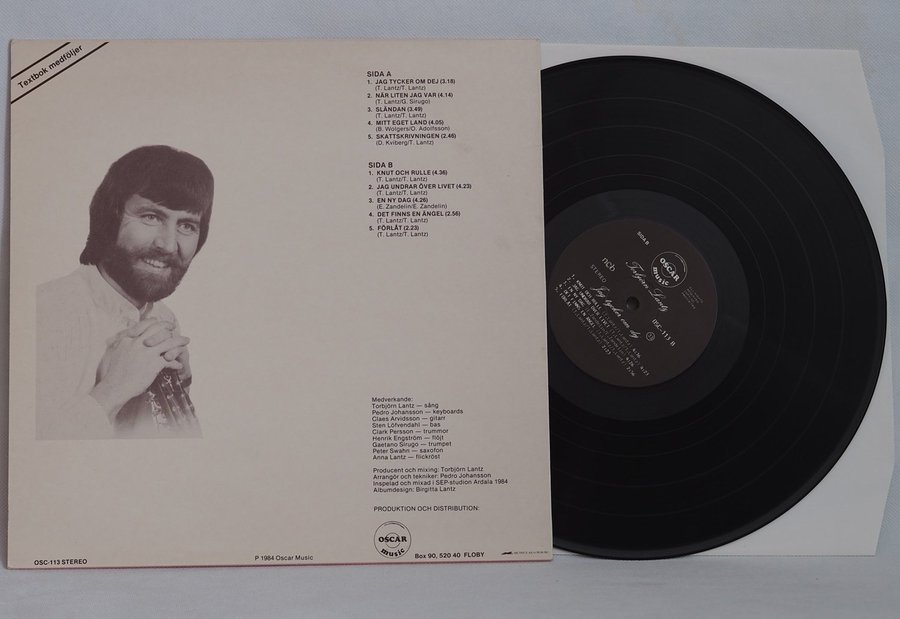 Textbok medföljer
SIDA A
1. JAG TYCKER OM DEJ (3.18)
(T. Lantz/T. Lantz)
2. NÄR LITEN JAG VAR (4.14)
(T. Lantz/G. Sirugo)
3. SLÄNDAN (3.49)
(T. Lantz/T. Lantz)
4. MITT EGET LAND (4.05)
(B. Wolgers/O. Adolfsson)
5. SKATTSKRIVNINGEN (2.46)
(D. Kviberg/T. Lantz)
SIDA B
1. KNUT OCH RULLE (4.36)
(T. Lantz/T. Lantz)
2. JAG UNDRAR ÖVER LIVET (4.23)
(T. Lantz/T. Lantz)
3. EN NY DAG (4.26)
(E. Zandelin/E. Zandelin)
4. DET FINNS EN ÄNGEL (2.56)
(T. Lantz/T. Lantz)
5. FÖRLÅT (2.23)
(T. Lantz/T. Lantz)
Medverkande:
Torbjörn Lantz — sång
Pedro Johansson — keyboards
Claes Arvidsson — gitarr
Sten Löfvendahl — bas
Clark Persson — trummor
Henrik Engström — flöjt
Gaetano Sirugo — trumpet
Peter Swahn — saxofon
Anna Lantz — flickröst
Producent och mixing: Torbjörn Lantz
Arrangör och tekniker: Pedro Johansson
Inspelad och mixad i SEP-studion Ardala 1984
Albumdesign: Birgitta Lantz
PRODUKTION OCH DISTRIBUTION:
OSCAR
music
Box 90, 520 40 FLOBY
P 1984 Oscar Music
OSC-113 STEREO
SIDA B
OSCAR
music
ncb
STEREO
Torbjörn Lantz
Jag tycker om dej
OSC-113 B